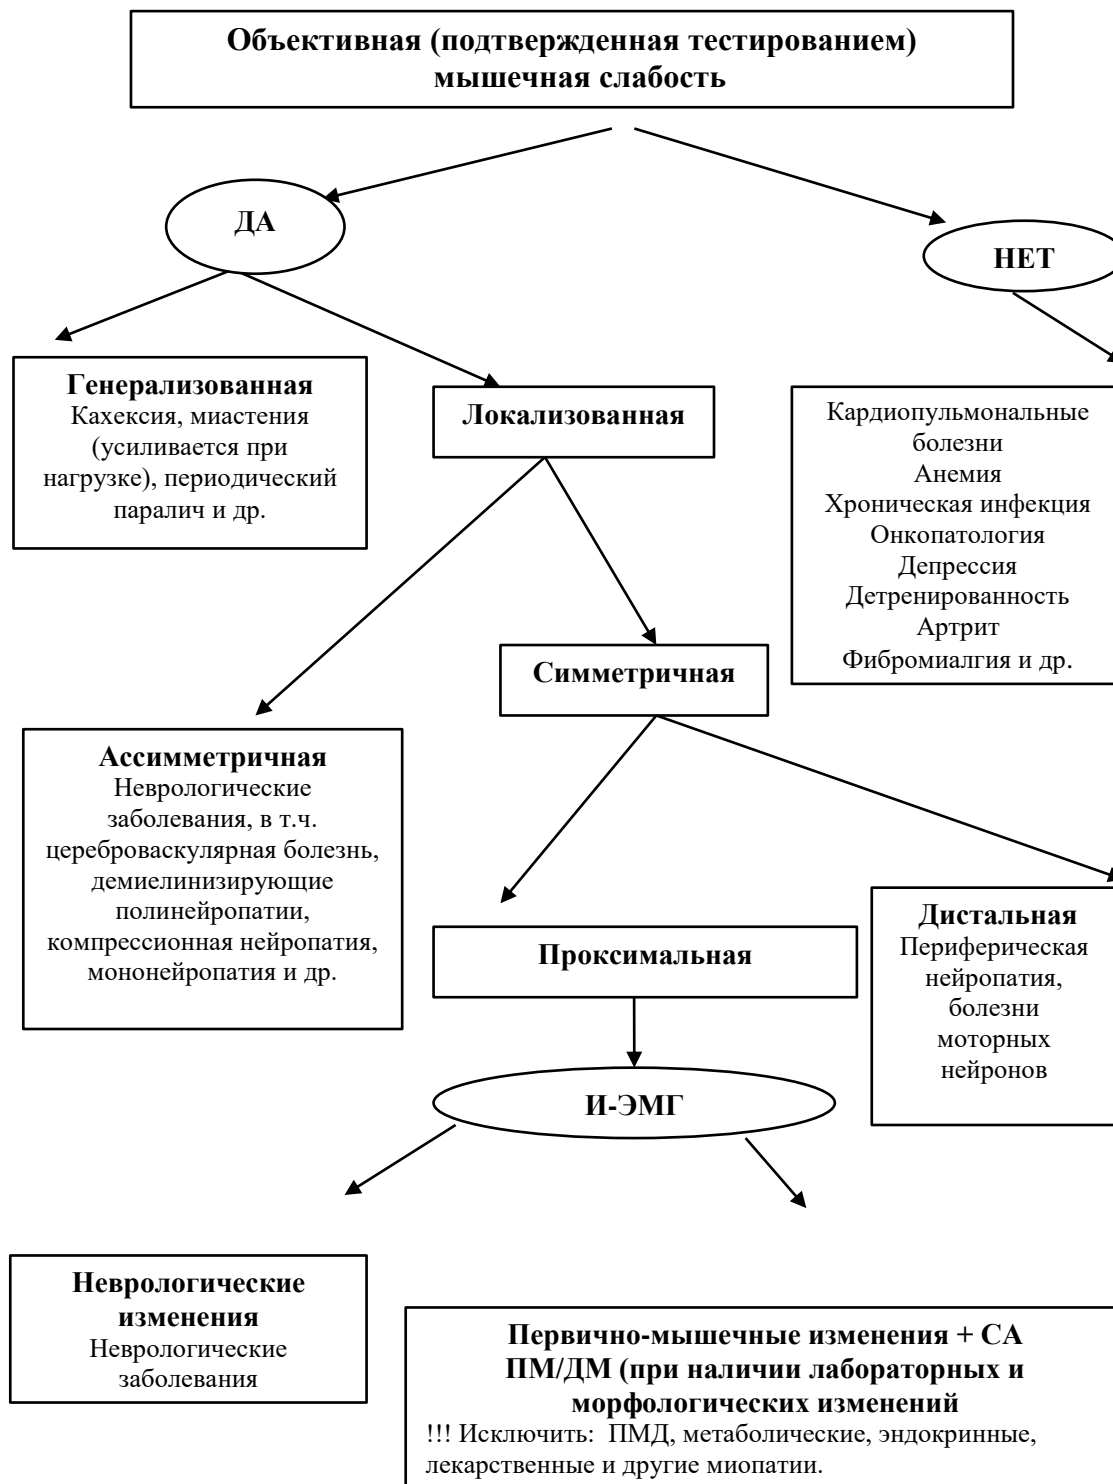 Объективная (подтвержденная тестированием)
мышечная слабость
ДА
НЕТ
Генерализованная
Кахексия, миастения
(усиливается при
нагрузке), периодический
паралич и др.
Локализованная
Кардиопульмональные
болезни
Анемия
Хроническая инфекция
Онкопатология
Депрессия
Детренированность
Артрит
Фибромиалгия и др.
Симметричная
Ассимметричная
Неврологические
заболевания, в т.ч.
цереброваскулярная болезнь,
демиелинизирующие
полинейропатии,
компрессионная нейропатия,
мононейропатия и др.
Проксимальная
Дистальная
Периферическая
нейропатия,
болезни
моторных
нейронов
И-ЭМГ
Неврологические
изменения
Неврологические
заболевания
Первично-мышечные изменения + СА
ПМ/ДМ (при наличии лабораторных и
морфологических изменений
!!! Исключить: ПМД, метаболические, эндокринные,
лекарственные и другие миопатии.